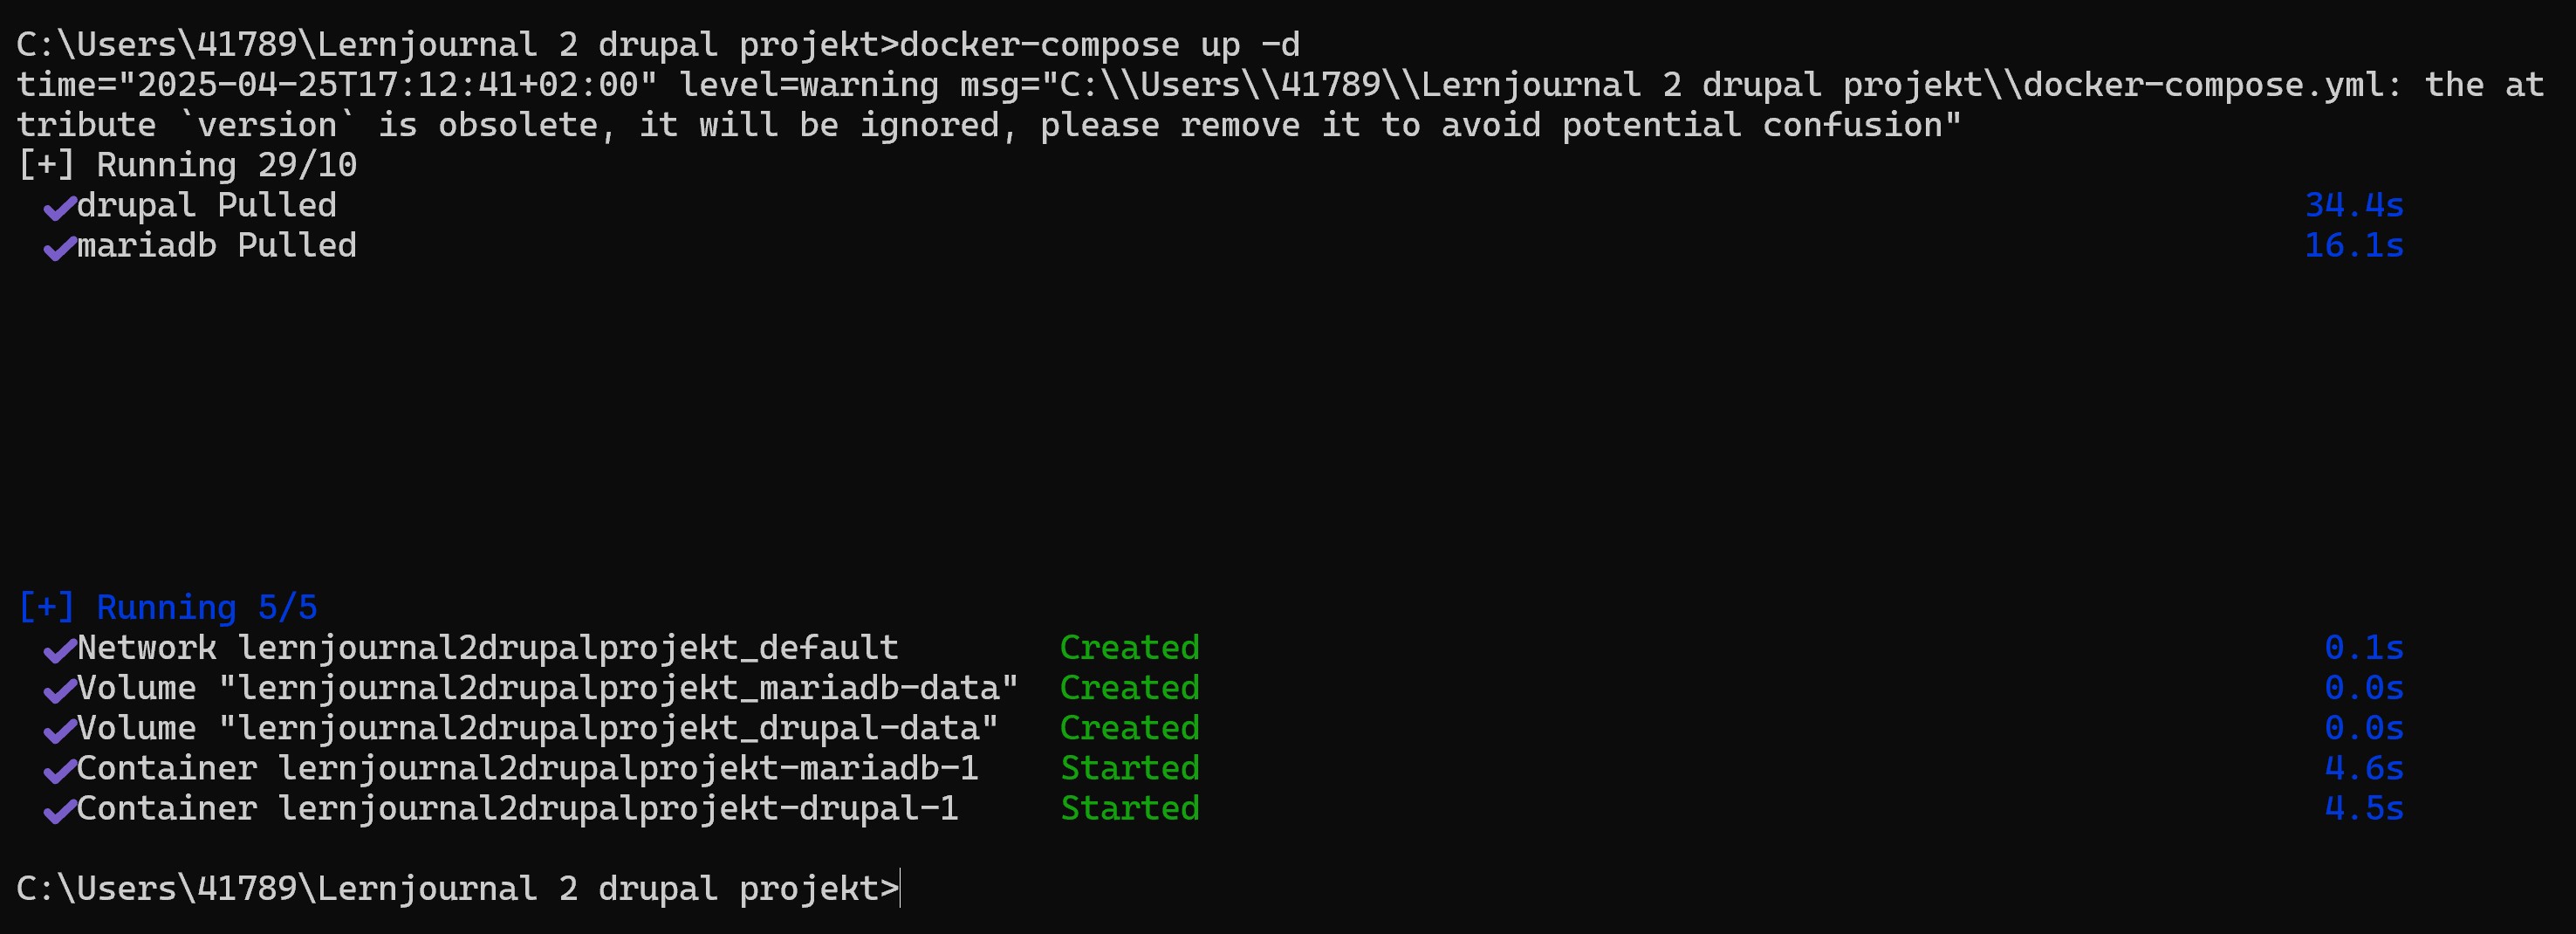 C:\Users\41789\Lernjournal 2 drupal projekt>docker-compose up -d
time="2025-04-25T17:12:41+02:00" level=warning msg="C:\\Users\\41789\\Lernjournal 2 drupal projekt\\docker-compose.yml: the at
tribute `version` is obsolete, it will be ignored, please remove it to avoid potential confusion"
[+] Running 29/10
✔drupal Pulled 34.4s
✔mariadb Pulled 16.1s
[+] Running 5/5
✔Network lernjournal2drupalprojekt_default Created 0.1s
✔Volume "lernjournal2drupalprojekt_mariadb-data" Created 0.0s
✔Volume "lernjournal2drupalprojekt_drupal-data" Created 0.0s
✔Container lernjournal2drupalprojekt-mariadb-1 Started 4.6s
✔Container lernjournal2drupalprojekt-drupal-1 Started 4.5s
C:\Users\41789\Lernjournal 2 drupal projekt>